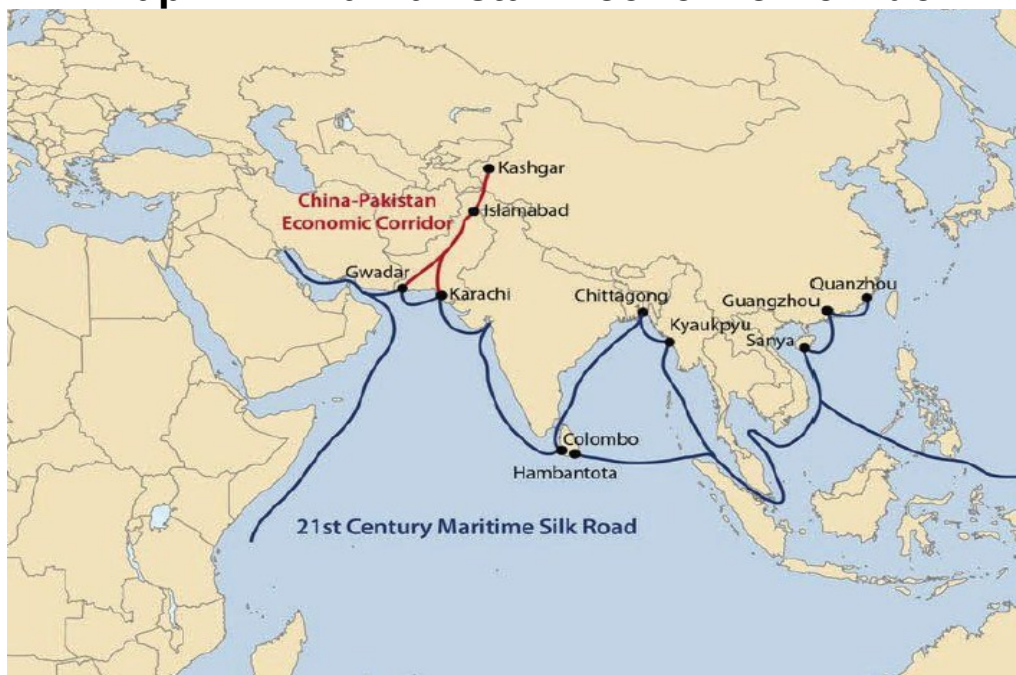 Kashgar
China-Pakistan
Economic Corridor
Islamabad
Gwadar
Karachi
Chittagong
Kyaukpyu
Quanzhou
Guangzhou
Sanya
Colombo
Hambantota
21st Century Maritime Silk Road